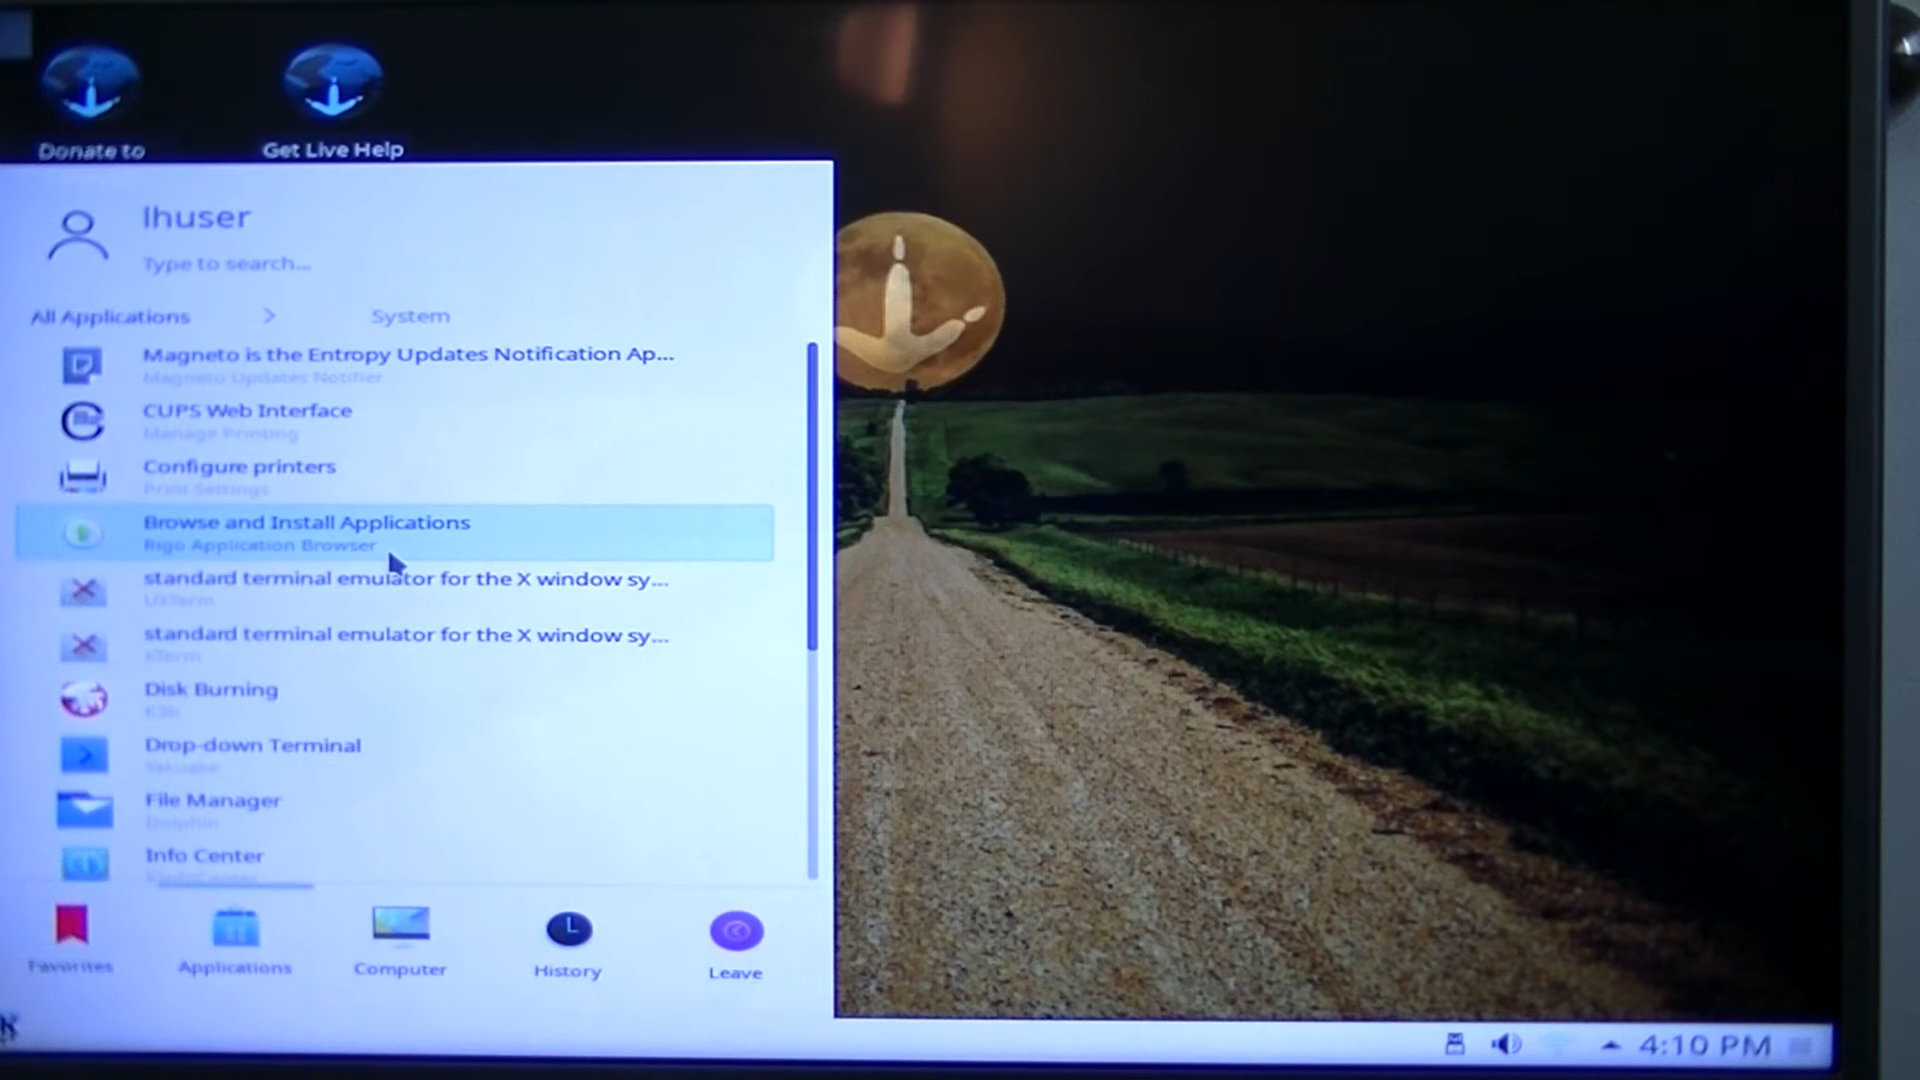 Donate to
Get Live Help
lhuser
Type to search...
All Applications > System
Magneto is the Entropy Updates Notification Ap...
Magneto Updates Notifier
CUPS Web Interface
Manage Printing
Configure printers
Print Settings
Browse and Install Applications
Rigo Application Browser
standard terminal emulator for the X window sy...
UXTerm
standard terminal emulator for the X window sy...
XTerm
Disk Burning
K3b
Drop-down Terminal
Yakuake
File Manager
Dolphin
Info Center
KInfoCenter
Favorites
Applications
Computer
History
Leave
4:10 PM